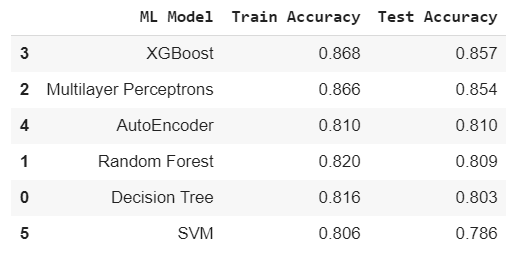 ML Model Train Accuracy Test Accuracy
3 XGBoost 0.868 0.857
2 Multilayer Perceptrons 0.866 0.854
4 AutoEncoder 0.810 0.810
1 Random Forest 0.820 0.809
0 Decision Tree 0.816 0.803
5 SVM 0.806 0.786